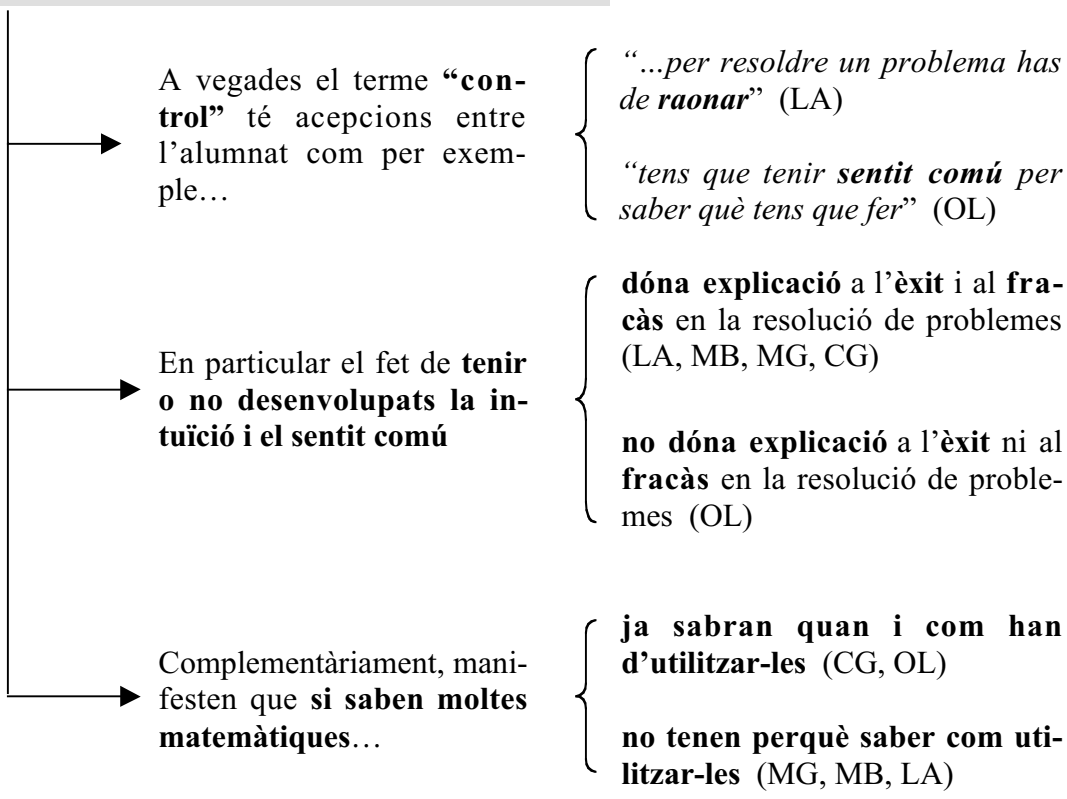 A vegades el terme “con-
trol” té acepcions entre
l’alumnat com per exem-
ple…
“…per resoldre un problema has
de raonar” (LA)
“tens que tenir sentit comú per
saber què tens que fer” (OL)
En particular el fet de tenir
o no desenvolupats la in-
tuïció i el sentit comú
dóna explicació a l’èxit i al fra-
càs en la resolució de problemes
(LA, MB, MG, CG)
no dóna explicació a l’èxit ni al
fracàs en la resolució de proble-
mes (OL)
Complementàriament, mani-
festen que si saben moltes
matemàtiques…
ja sabran quan i com han
d'utilitzar-les (CG, OL)
no tenen perquè saber com uti-
litzar-les (MG, MB, LA)